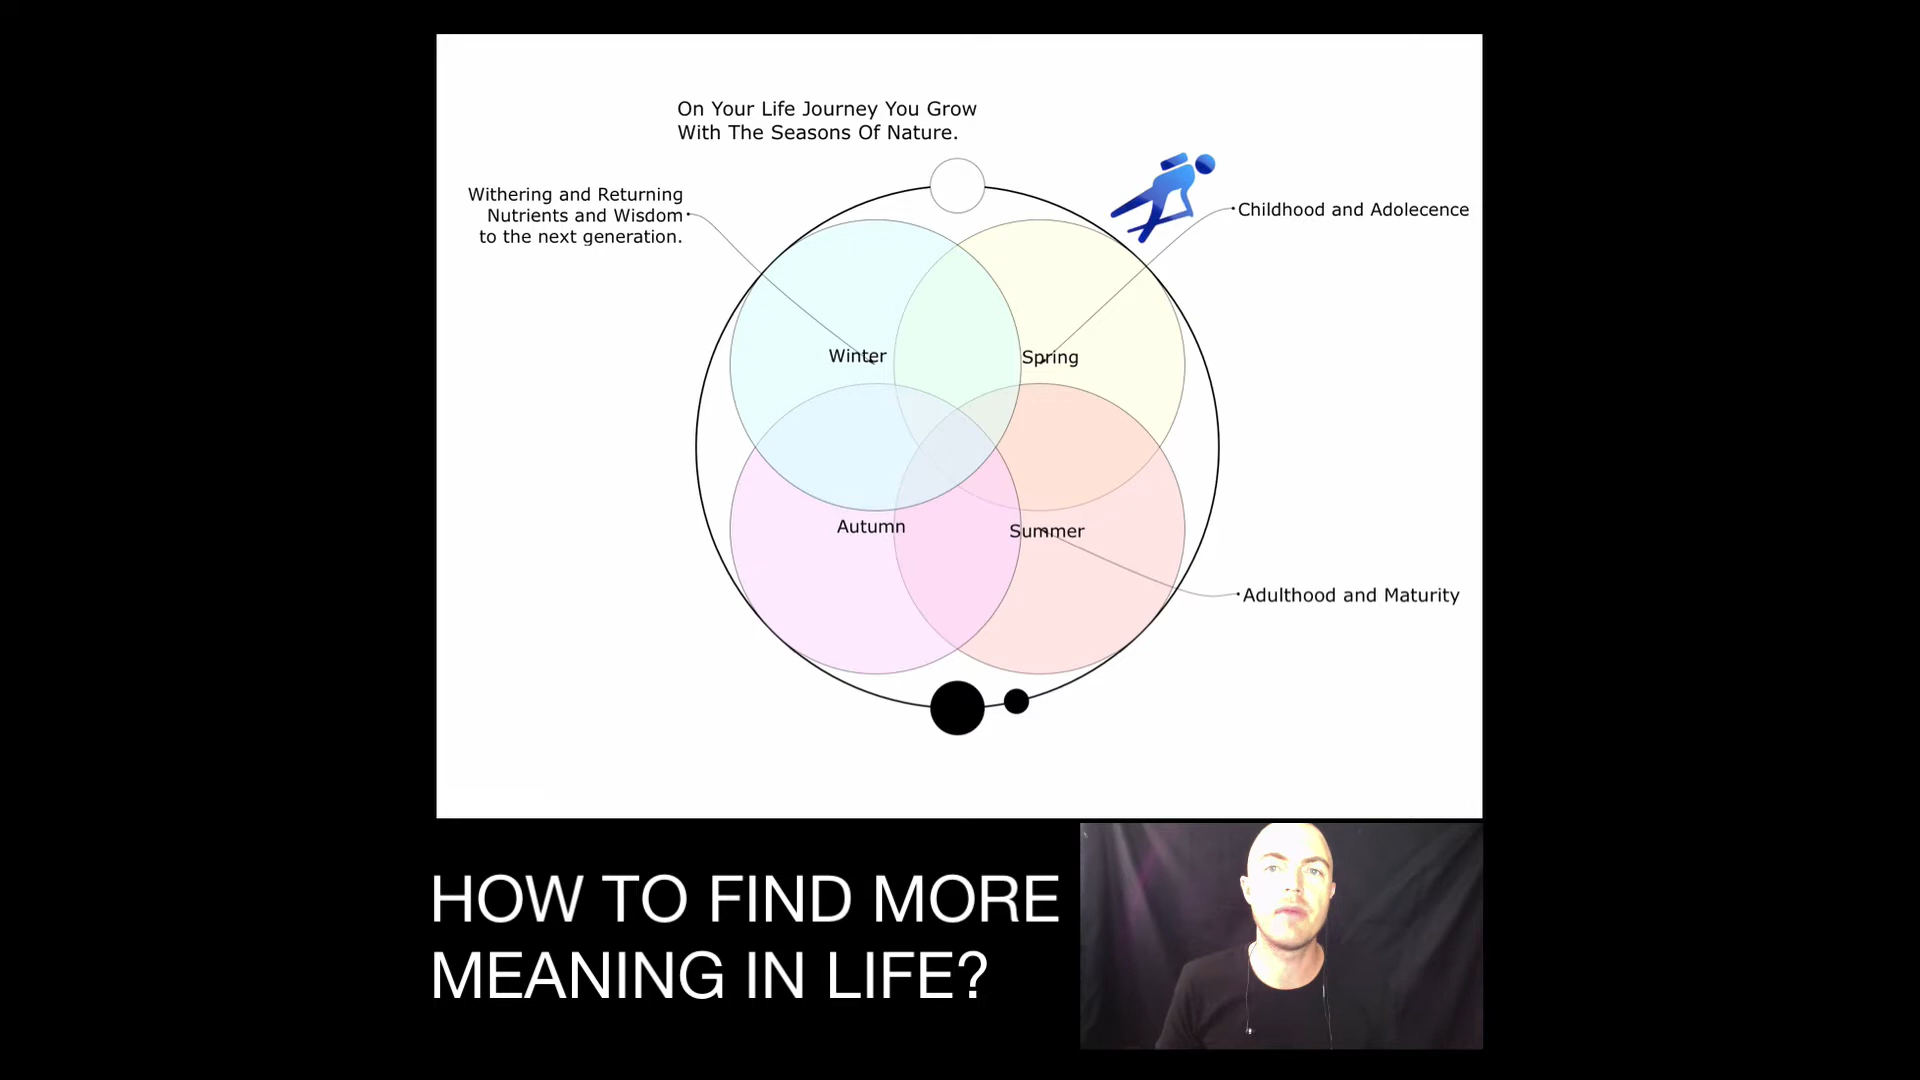 On Your Life Journey You Grow
With The Seasons Of Nature.
Withering and Returning
Nutrients and Wisdom
to the next generation.
Childhood and Adolecence
Winter
Spring
Autumn
Summer
Adulthood and Maturity
HOW TO FIND MORE
MEANING IN LIFE?